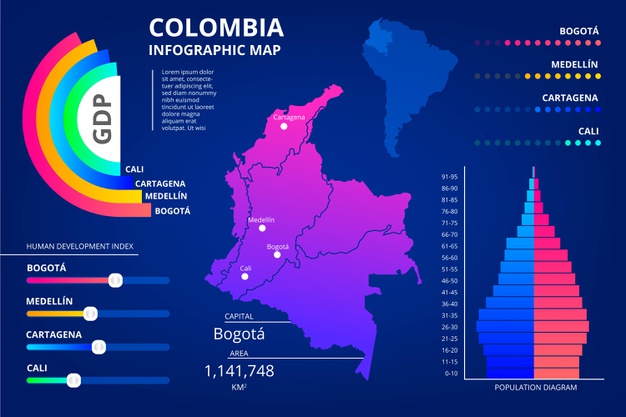 COLOMBIA
INFOGRAPHIC MAP
Lorem ipsum dolor sit
amet, consecte-
tuer adipiscing elit,
sed diam nonummy
nibh euismod
tincidunt ut laoreet
dolore magna
aliquam erat
volutpat. Ut wisi
GDP
CALI
CARTAGENA
MEDELLÍN
BOGOTÁ
HUMAN DEVELOPMENT INDEX
BOGOTÁ
MEDELLÍN
CARTAGENA
CALI
Cartagena
Medellín
Bogotá
Cali
CAPITAL
Bogotá
AREA
1,141,748
KM²
BOGOTÁ
MEDELLÍN
CARTAGENA
CALI
91-95
86-90
81-85
76-80
71-75
66-70
61-65
56-60
51-55
46-50
41-45
36-40
31-35
26-30
21-25
16-20
11-15
0-10
POPULATION DIAGRAM